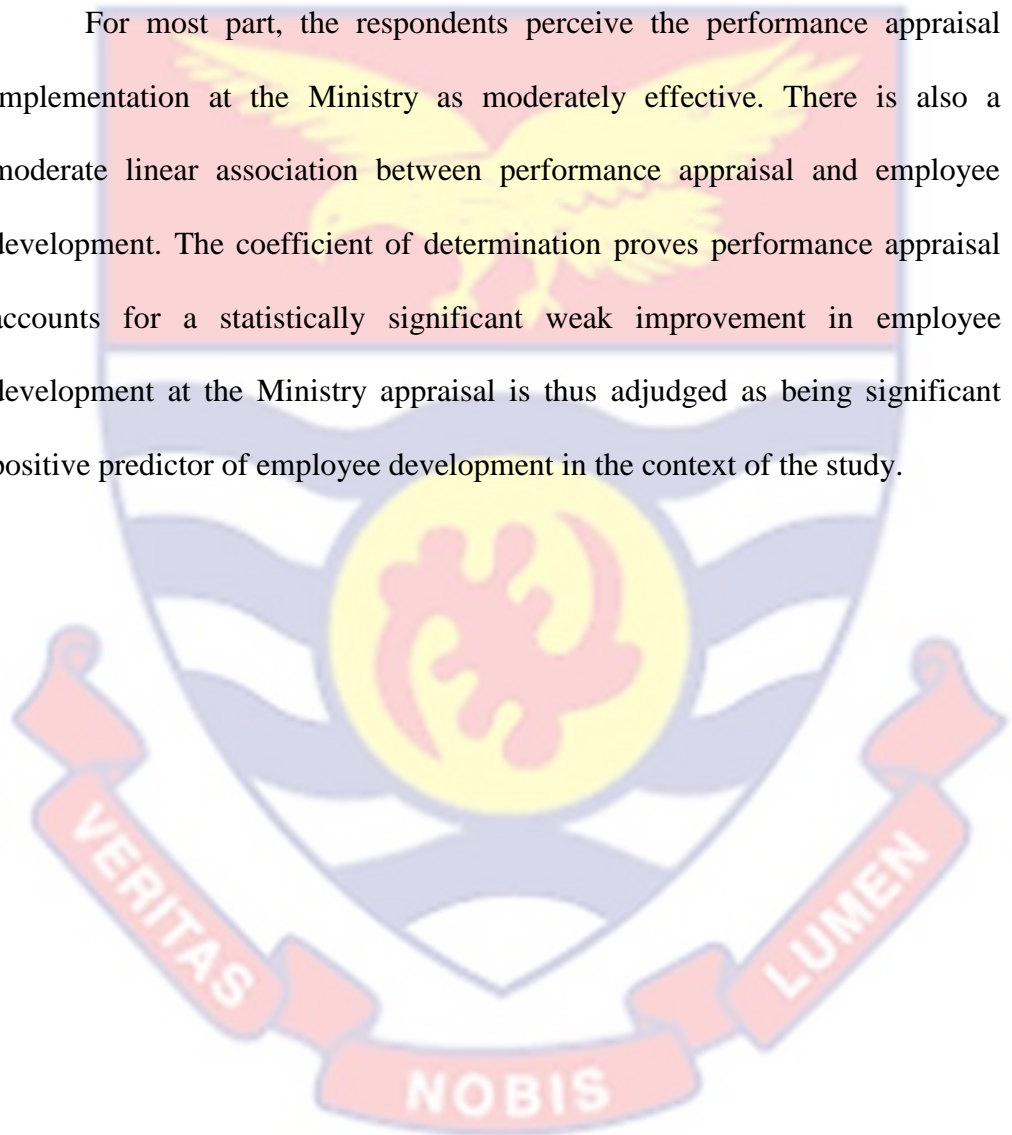 For most part, the respondents perceive the performance appraisal
implementation at the Ministry as moderately effective. There is also a
moderate linear association between performance appraisal and employee
development. The coefficient of determination proves performance appraisal
accounts for a statistically significant weak improvement in employee
development at the Ministry appraisal is thus adjudged as being significant
positive predictor of employee development in the context of the study.
VERITAS
NOBIS
LUMEN